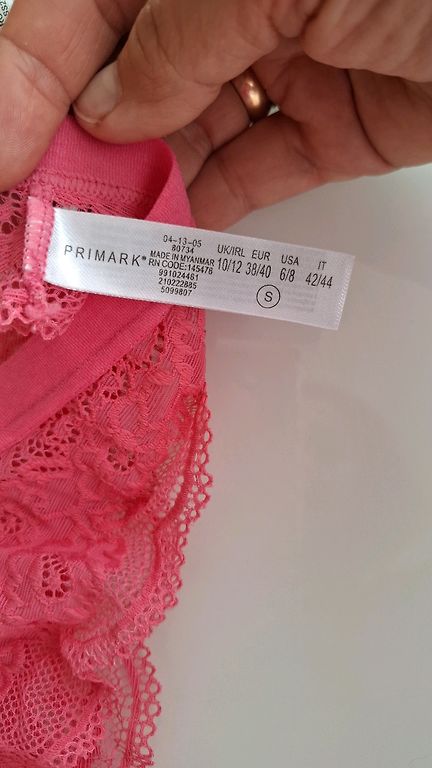 04-13-05
80734
PRIMARK®
MADE IN MYANMAR
RN CODE:145476
991024461
210222885
5099807
UK/IRL EUR USA IT
10/12 38/40 6/8 42/44
S